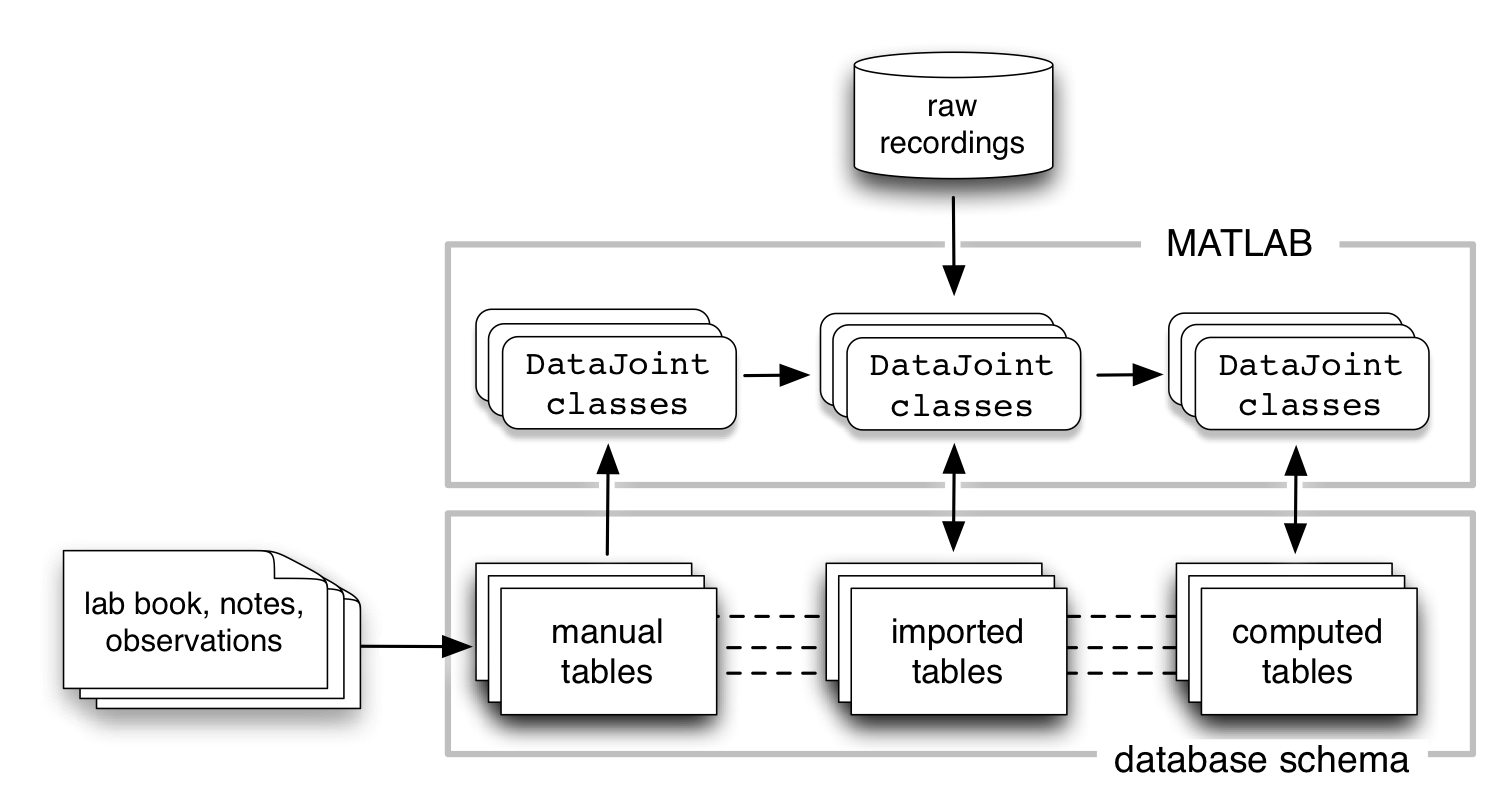 raw
recordings
MATLAB
DataJoint
classes
DataJoint
classes
DataJoint
classes
lab book, notes,
observations
manual
tables
imported
tables
computed
tables
database schema